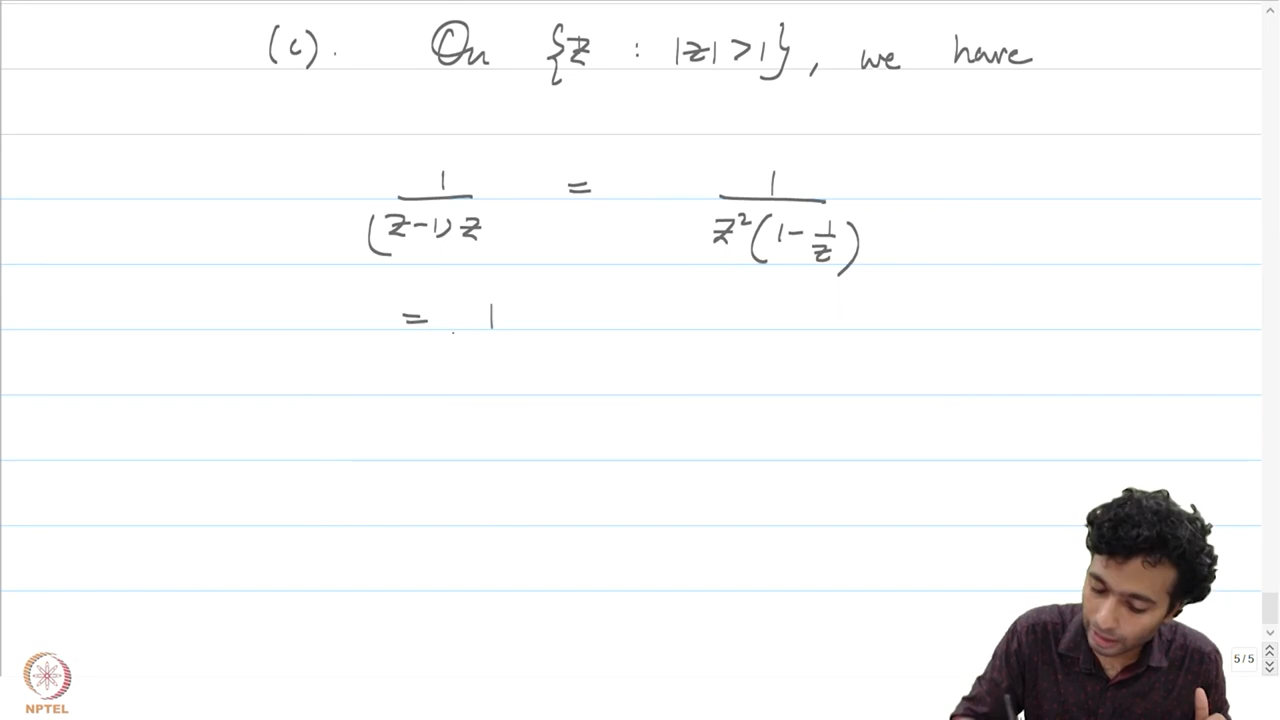 (c). On {z : |z| > 1}, we have
1/((z-1)z) = 1/(z²(1 - 1/z))
= 1
5/5
NPTEL